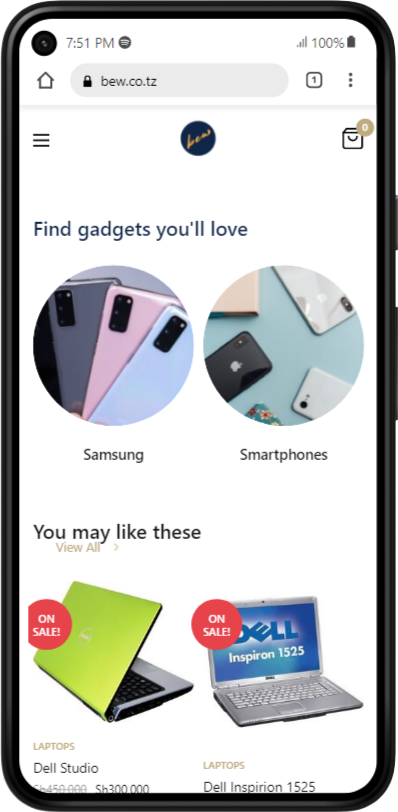 7:51 PM 100%
bew.co.tz 1
bew
0
Find gadgets you'll love
Samsung
Smartphones
You may like these
View All
ON SALE!
ON SALE!
DELL
Inspiron 1525
LAPTOPS
Dell Studio
Sh450,000 Sh300,000
LAPTOPS
Dell Inspirion 1525